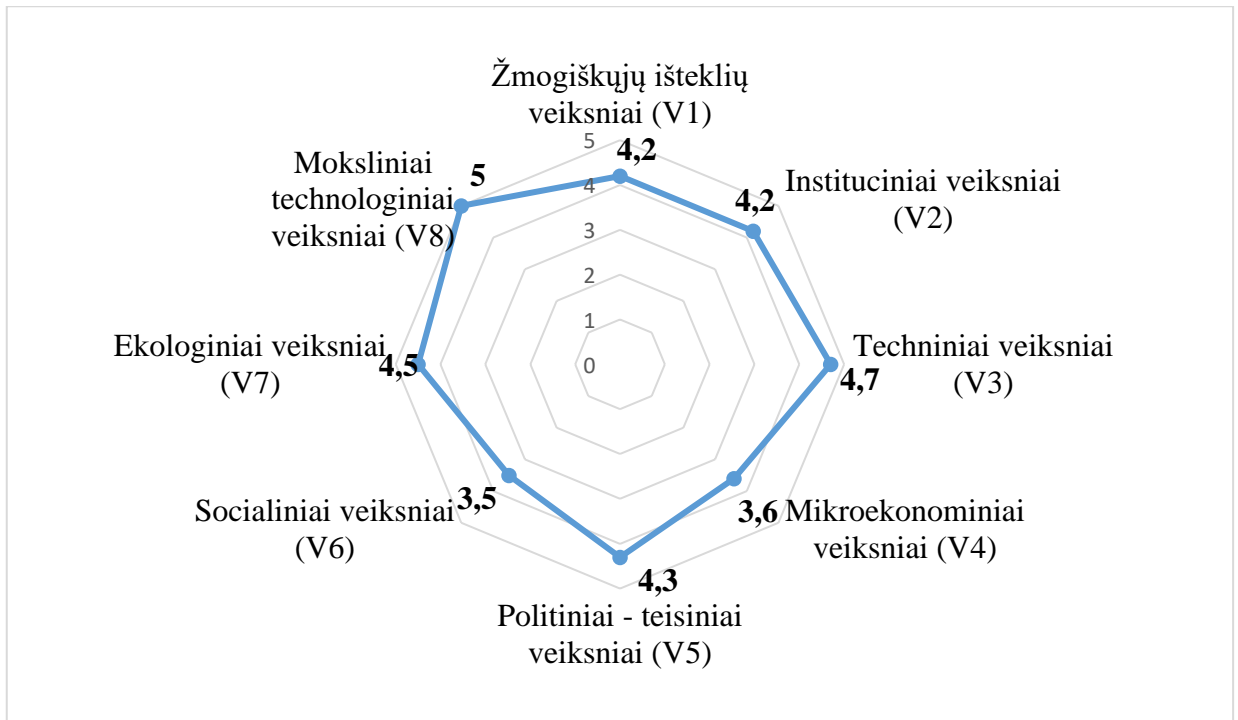 Žmogiškųjų išteklių
veiksniai (V1)
5
4,2
4
3
2
1
0
Instituciniai veiksniai
(V2)
4,2
Techniniai veiksniai
(V3)
4,7
Mikroekonominiai
veiksniai (V4)
3,6
4,3
Politiniai - teisiniai
veiksniai (V5)
Socialiniai veiksniai
(V6)
3,5
Ekologiniai veiksniai
(V7)
4,5
Moksliniai
technologiniai
veiksniai (V8)
5